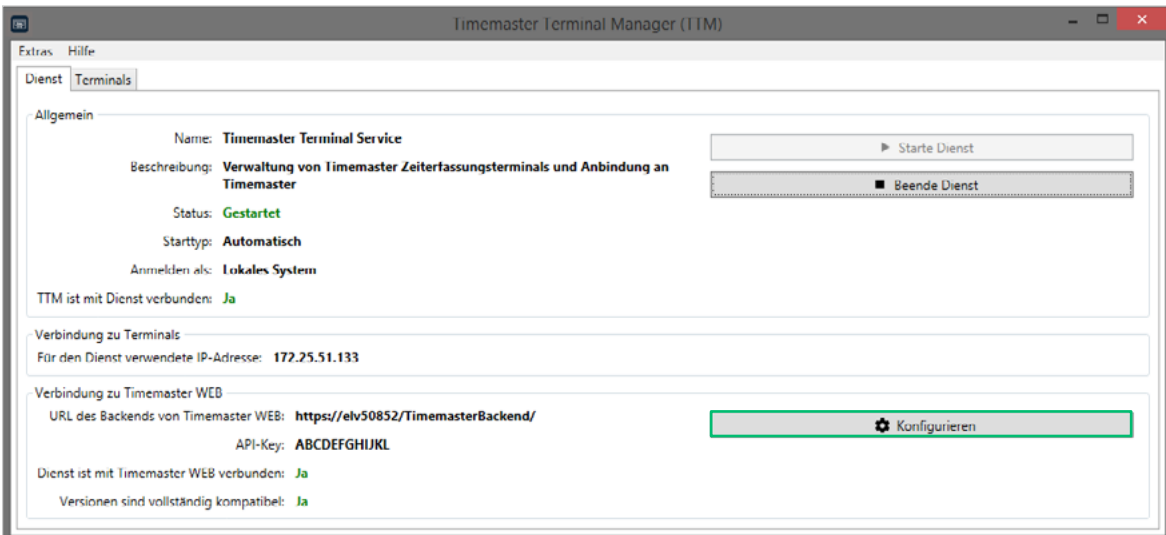 Timemaster Terminal Manager (TTM)
Extras Hilfe
Dienst Terminals
Allgemein
Name: Timemaster Terminal Service
Starte Dienst
Beschreibung: Verwaltung von Timemaster Zeiterfassungsterminals und Anbindung an
Timemaster
Beende Dienst
Status: Gestartet
Starttyp: Automatisch
Anmelden als: Lokales System
TTM ist mit Dienst verbunden: Ja
Verbindung zu Terminals
Für den Dienst verwendete IP-Adresse: 172.25.51.133
Verbindung zu Timemaster WEB
URL des Backends von Timemaster WEB: https://elv50852/TimemasterBackend/
Konfigurieren
API-Key: ABCDEFGHIJKL
Dienst ist mit Timemaster WEB verbunden: Ja
Versionen sind vollständig kompatibel: Ja